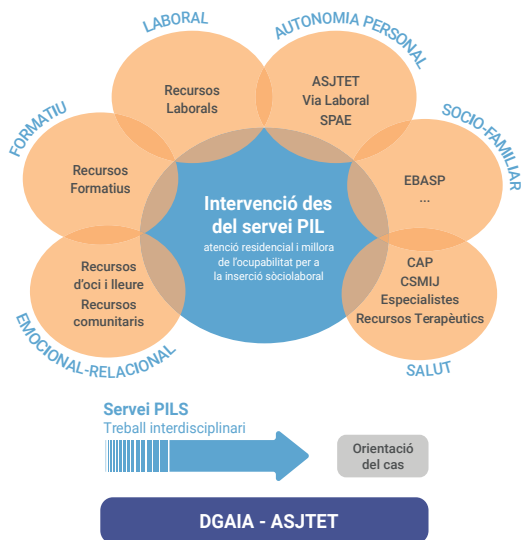 LABORAL
AUTONOMIA PERSONAL
FORMATIU
SOCIO-FAMILIAR
Recursos
Laborals
ASJTET
Via Laboral
SPAE
Recursos
Formatius
EBASP
...
Intervenció des
del servei PIL
atenció residencial i millora
de l'ocupabilitat per a
la inserció sòciolaboral
Recursos
d'oci i lleure
Recursos
comunitaris
CAP
CSMIJ
Especialistes
Recursos Terapèutics
EMOCIONAL-RELACIONAL
SALUT
Servei PILS
Treball interdisciplinari
Orientació
del cas
DGAIA - ASJTET